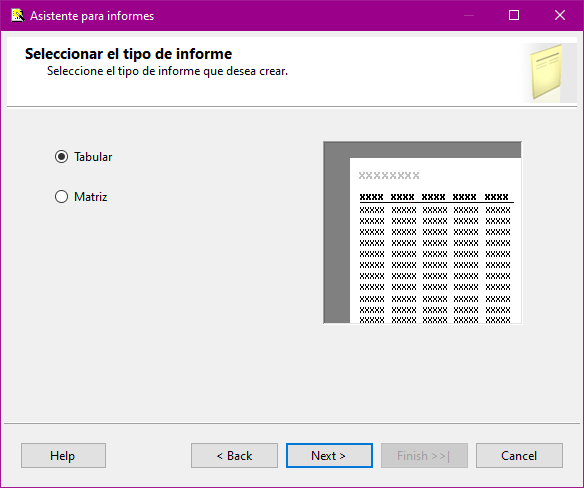 Asistente para informes
Seleccionar el tipo de informe
Seleccione el tipo de informe que desea crear.
Tabular
Matriz
xxxxxxxx
xxxx xxxx xxxx xxxx xxxx
xxxxx xxxxx xxxxx xxxxx xxxxx
xxxxx xxxxx xxxxx xxxxx xxxxx
xxxxx xxxxx xxxxx xxxxx xxxxx
xxxxx xxxxx xxxxx xxxxx xxxxx
xxxxx xxxxx xxxxx xxxxx xxxxx
xxxxx xxxxx xxxxx xxxxx xxxxx
xxxxx xxxxx xxxxx xxxxx xxxxx
xxxxx xxxxx xxxxx xxxxx xxxxx
xxxxx xxxxx xxxxx xxxxx xxxxx
xxxxx xxxxx xxxxx xxxxx xxxxx
xxxxx xxxxx xxxxx xxxxx xxxxx
Help
< Back
Next >
Finish >>|
Cancel